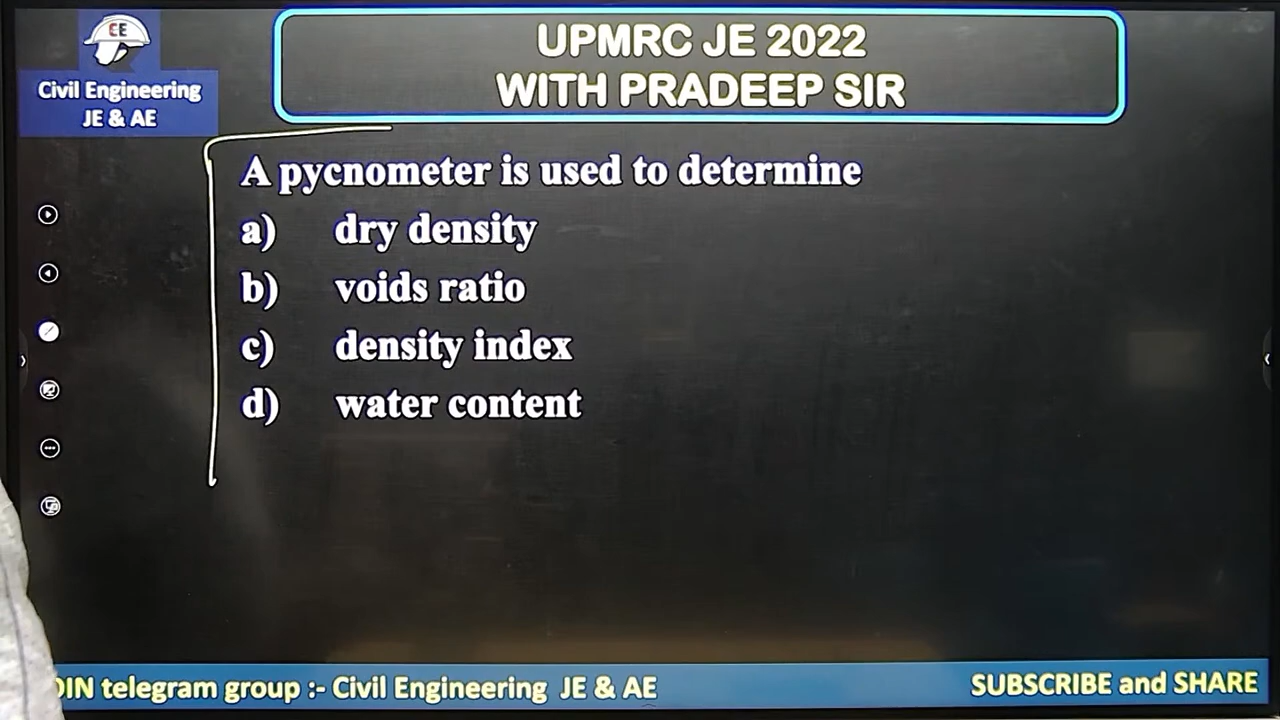 CE
Civil Engineering
JE & AE
UPMRC JE 2022
WITH PRADEEP SIR
A pycnometer is used to determine
a) dry density
b) voids ratio
c) density index
d) water content
OIN telegram group :- Civil Engineering JE & AE
SUBSCRIBE and SHARE